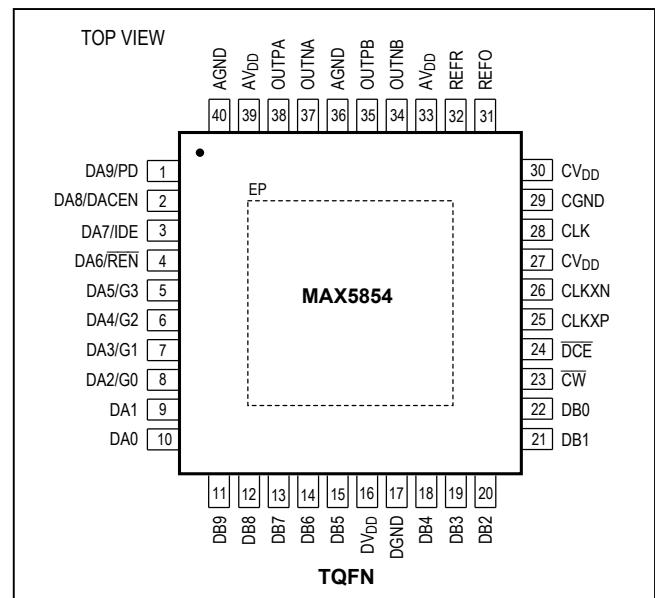 TOP VIEW
AGND AVDD OUTPA OUTNA AGND OUTPB OUTNB AVDD REFR REFO
40 39 38 37 36 35 34 33 32 31
DA9/PD 1
DA8/DACEN 2
DA7/IDE 3
DA6/REN 4
DA5/G3 5
DA4/G2 6
DA3/G1 7
DA2/G0 8
DA1 9
DA0 10
EP
MAX5854
30 CVDD
29 CGND
28 CLK
27 CVDD
26 CLKXN
25 CLKXP
24 DCE
23 CW
22 DB0
21 DB1
11 12 13 14 15 16 17 18 19 20
DB9 DB8 DB7 DB6 DB5 DVDD DGND DB4 DB3 DB2
TQFN